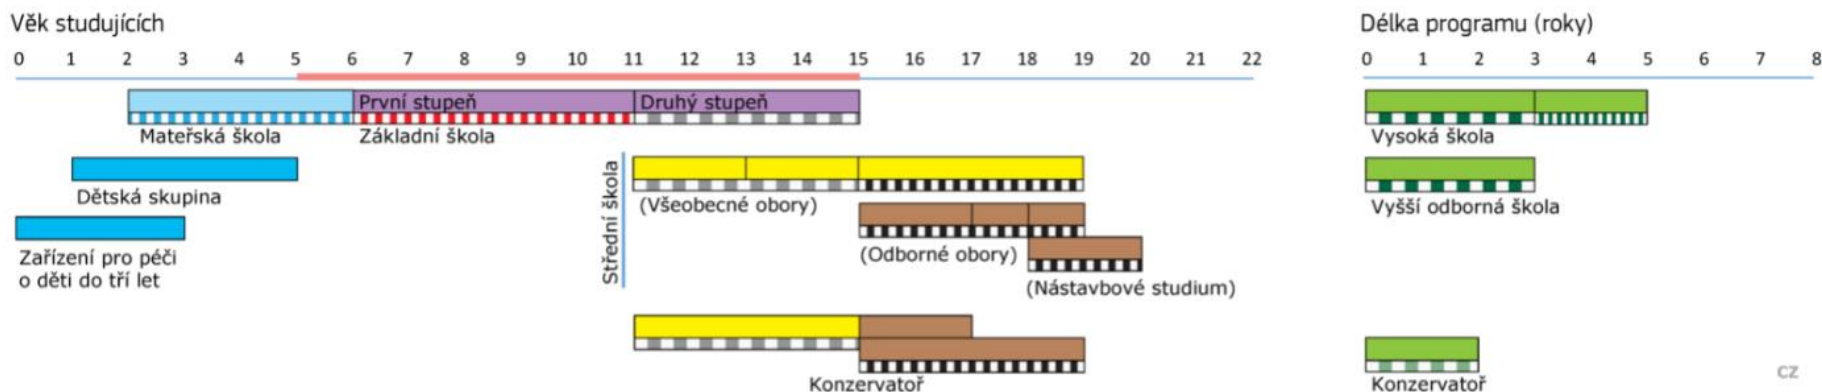 Věk studujících
Délka programu (roky)
0 1 2 3 4 5 6 7 8 9 10 11 12 13 14 15 16 17 18 19 20 21 22
0 1 2 3 4 5 6 7 8
První stupeň
Druhý stupeň
Mateřská škola
Základní škola
Vysoká škola
Dětská skupina
Střední škola
(Všeobecné obory)
Vyšší odborná škola
Zařízení pro péči
o děti do tří let
(Odborné obory)
(Nástavbové studium)
Konzervatoř
Konzervatoř
CZ